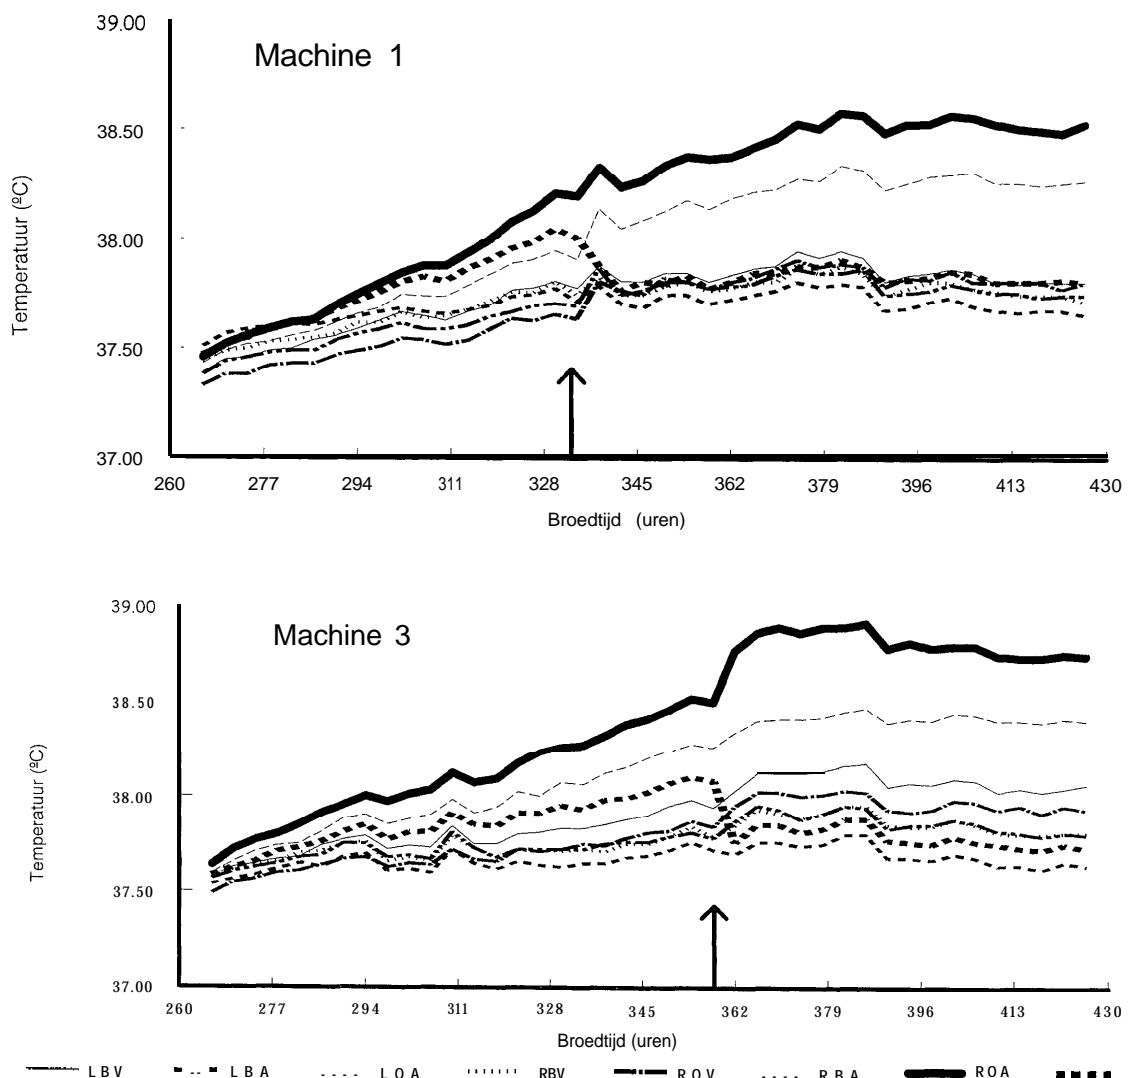 39.00
Machine 1
38.50
38.00
37.50
37.00
Temperatuur (ºC)
260 277 294 311 328 345 362 379 396 413 430
Broedtijd (uren)
39.00
Machine 3
38.50
38.00
37.50
37.00
Temperatuur (ºC)
260 277 294 311 328 345 362 379 396 413 430
Broedtijd (uren)
LBV LBA LOA RBV ROV RBA ROA